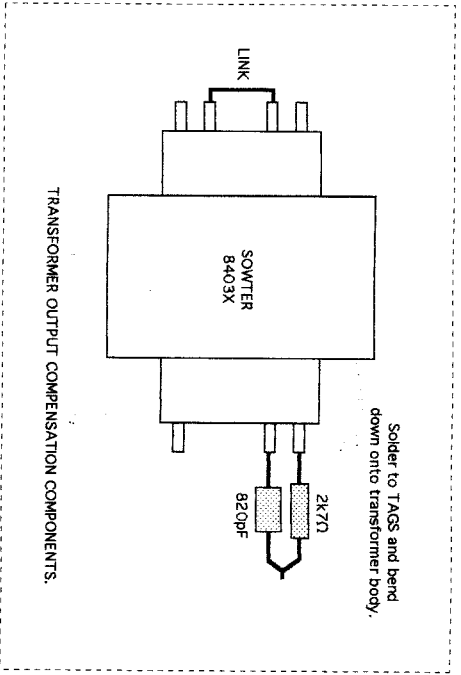 Solder to TAGS and bend
down onto transformer body.
2k7Ω
820pF
LINK
SOWTER
8403X
TRANSFORMER OUTPUT COMPENSATION COMPONENTS.